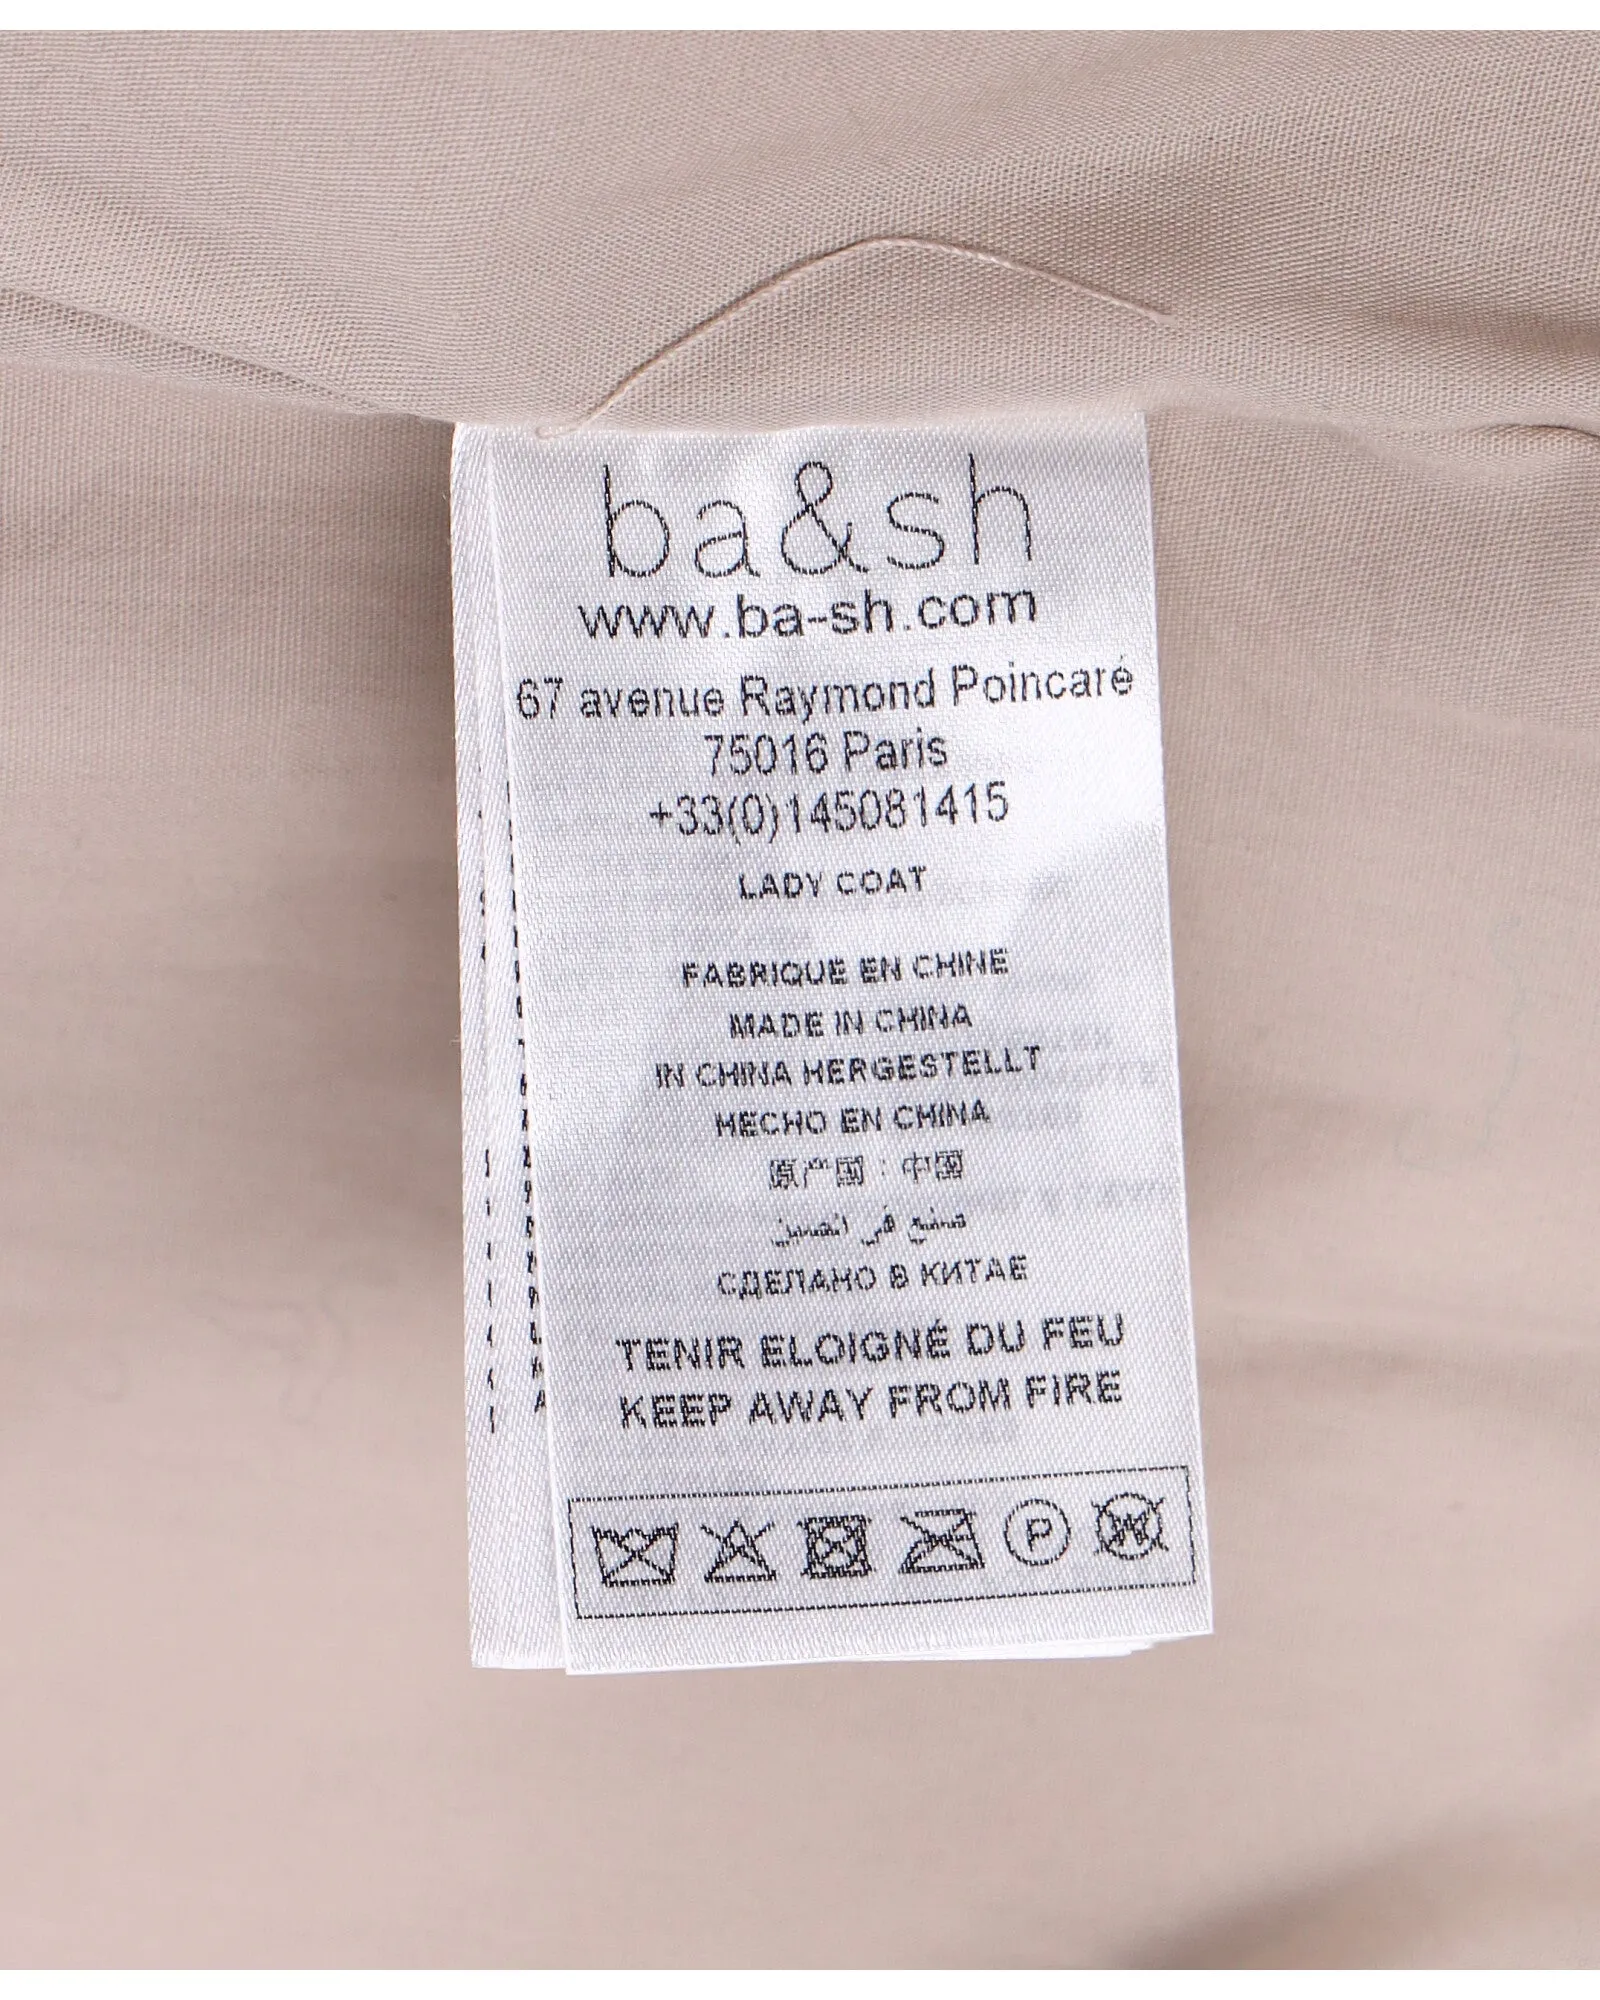 ba&sh
www.ba-sh.com
67 avenue Raymond Poincaré
75016 Paris
+33(0)145081415
LADY COAT
FABRIQUE EN CHINE
MADE IN CHINA
IN CHINA HERGESTELLT
HECHO EN CHINA
原产国：中国
صنع في الصين
СДЕЛАНО В КИТАЕ
TENIR ELOIGNÉ DU FEU
KEEP AWAY FROM FIRE
P
W